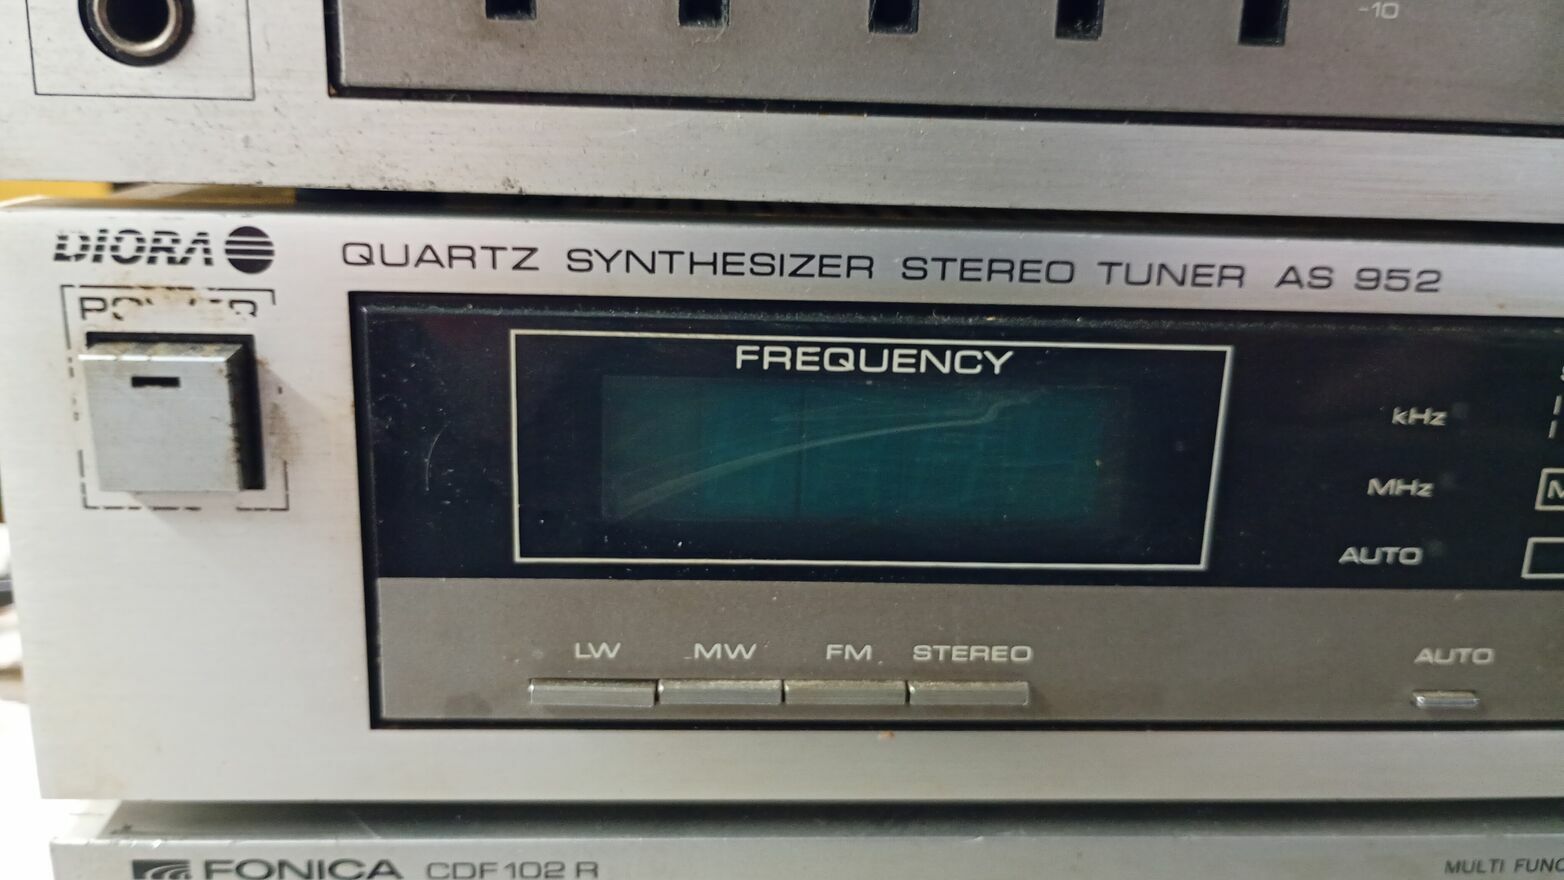 -10
DIORA QUARTZ SYNTHESIZER STEREO TUNER AS 952
POWER
FREQUENCY
kHz
MHz
AUTO
LW MW FM STEREO AUTO
FONICA CDF 102 R MULTI